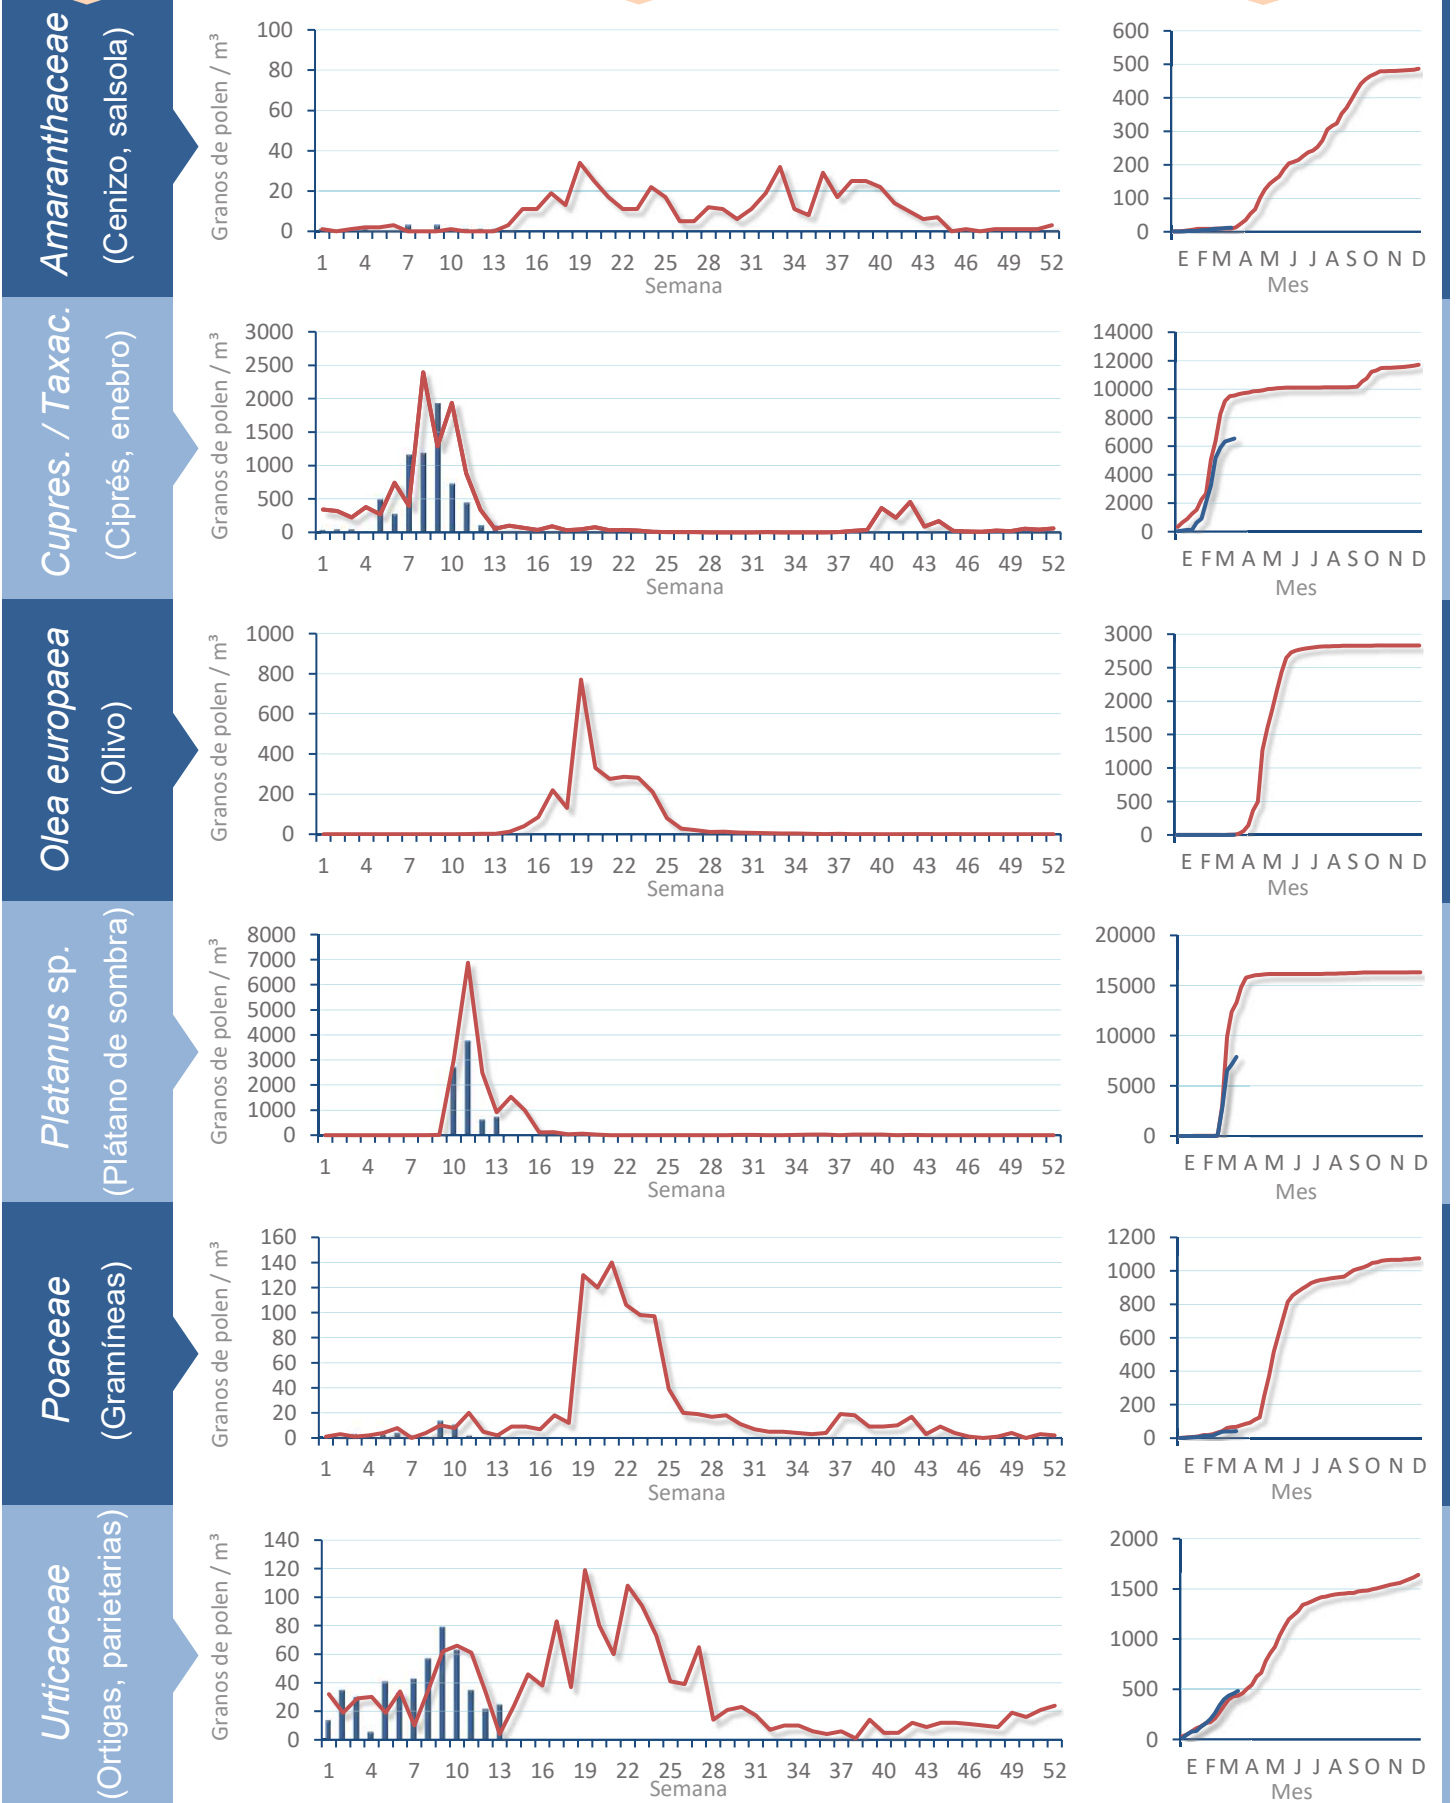 Amaranthaceae
(Cenizo, salsola)
Granos de polen / m³
100
80
60
40
20
0
1 4 7 10 13 16 19 22 25 28 31 34 37 40 43 46 49 52
Semana
600
500
400
300
200
100
0
E F M A M J J A S O N D
Mes
Cupres. / Taxac.
(Ciprés, enebro)
Granos de polen / m³
3000
2500
2000
1500
1000
500
0
1 4 7 10 13 16 19 22 25 28 31 34 37 40 43 46 49 52
Semana
14000
12000
10000
8000
6000
4000
2000
0
E F M A M J J A S O N D
Mes
Olea europaea
(Olivo)
Granos de polen / m³
1000
800
600
400
200
0
1 4 7 10 13 16 19 22 25 28 31 34 37 40 43 46 49 52
Semana
3000
2500
2000
1500
1000
500
0
E F M A M J J A S O N D
Mes
Platanus sp.
(Plátano de sombra)
Granos de polen / m³
8000
7000
6000
5000
4000
3000
2000
1000
0
1 4 7 10 13 16 19 22 25 28 31 34 37 40 43 46 49 52
Semana
20000
15000
10000
5000
0
E F M A M J J A S O N D
Mes
Poaceae
(Gramíneas)
Granos de polen / m³
160
140
120
100
80
60
40
20
0
1 4 7 10 13 16 19 22 25 28 31 34 37 40 43 46 49 52
Semana
1200
1000
800
600
400
200
0
E F M A M J J A S O N D
Mes
Urticaceae
(Ortigas, parietarias)
Granos de polen / m³
140
120
100
80
60
40
20
0
1 4 7 10 13 16 19 22 25 28 31 34 37 40 43 46 49 52
Semana
2000
1500
1000
500
0
E F M A M J J A S O N D
Mes